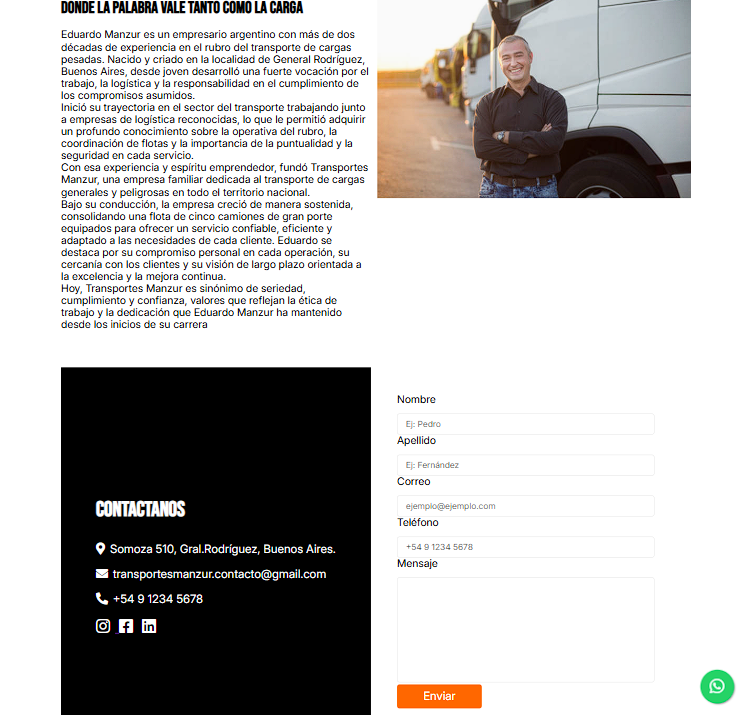 DONDE LA PALABRA VALE TANTO COMO LA CARGA
Eduardo Manzur es un empresario argentino con más de dos
décadas de experiencia en el rubro del transporte de cargas
pesadas. Nacido y criado en la localidad de General Rodríguez,
Buenos Aires, desde joven desarrolló una fuerte vocación por el
trabajo, la logística y la responsabilidad en el cumplimiento de
los compromisos asumidos.
Inició su trayectoria en el sector del transporte trabajando junto
a empresas de logística reconocidas, lo que le permitió adquirir
un profundo conocimiento sobre la operativa del rubro, la
coordinación de flotas y la importancia de la puntualidad y la
seguridad en cada servicio.
Con esa experiencia y espíritu emprendedor, fundó Transportes
Manzur, una empresa familiar dedicada al transporte de cargas
generales y peligrosas en todo el territorio nacional.
Bajo su conducción, la empresa creció de manera sostenida,
consolidando una flota de cinco camiones de gran porte
equipados para ofrecer un servicio confiable, eficiente y
adaptado a las necesidades de cada cliente. Eduardo se
destaca por su compromiso personal en cada operación, su
cercanía con los clientes y su visión de largo plazo orientada a
la excelencia y la mejora continua.
Hoy, Transportes Manzur es sinónimo de seriedad,
cumplimiento y confianza, valores que reflejan la ética de
trabajo y la dedicación que Eduardo Manzur ha mantenido
desde los inicios de su carrera
CONTACTANOS
Somoza 510, Gral.Rodríguez, Buenos Aires.
transportesmanzur.contacto@gmail.com
+54 9 1234 5678
Nombre
Ej: Pedro
Apellido
Ej: Fernández
Correo
ejemplo@ejemplo.com
Teléfono
+54 9 1234 5678
Mensaje
Enviar